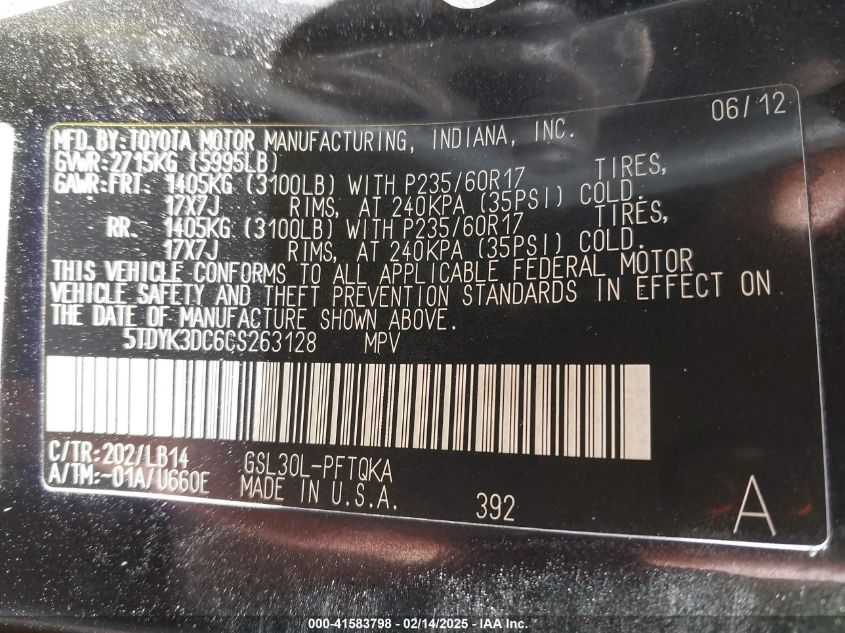 06/12
MFD. BY: TOYOTA MOTOR MANUFACTURING, INDIANA, INC.
GVWR: 2715KG (5995LB)
GAWR: FRT. 1405KG (3100LB) WITH P235/60R17 TIRES,
17X7J RIMS, AT 240KPA (35PSI) COLD.
RR. 1405KG (3100LB) WITH P235/60R17 TIRES,
17X7J RIMS, AT 240KPA (35PSI) COLD.
THIS VEHICLE CONFORMS TO ALL APPLICABLE FEDERAL MOTOR
VEHICLE SAFETY AND THEFT PREVENTION STANDARDS IN EFFECT ON
THE DATE OF MANUFACTURE SHOWN ABOVE.
5TDYK3DC6CS263128 MPV
C/TR: 202/LB14 GSL30L-PFTQKA
A/TM: -01A/U660E MADE IN U.S.A. 392 A
000-41583798 - 02/14/2025 - IAA Inc.